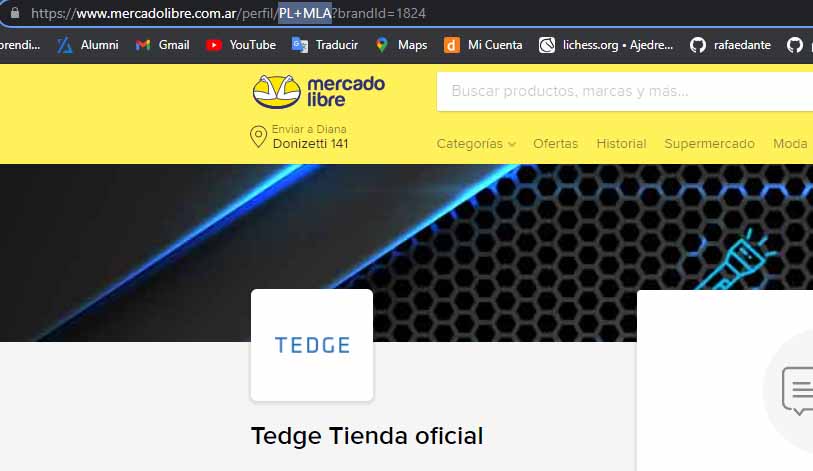 https://www.mercadolibre.com.ar/perfil/PL+MLA?brandId=1824
Alumni
Gmail
YouTube
Traducir
Maps
Mi Cuenta
lichess.org • Ajedre...
rafaedante
mercado
libre
Buscar productos, marcas y más...
Enviar a Diana
Donizetti 141
Categorías
Ofertas
Historial
Supermercado
Moda
TEDGE
Tedge Tienda oficial